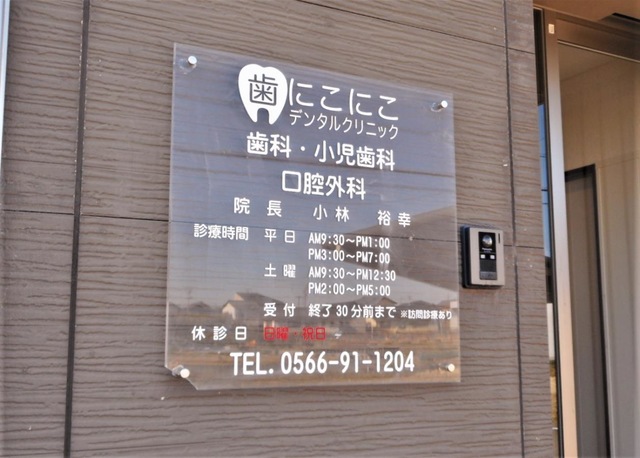 歯 にこにこ
デンタルクリニック
歯科・小児歯科
口腔外科
院長 小林 裕幸
診療時間 平日 AM9:30～PM1:00
PM3:00～PM7:00
土曜 AM9:30～PM12:30
PM2:00～PM5:00
受付 終了30分前まで ※訪問診療あり
休診日 日曜・祝日
TEL. 0566-91-1204